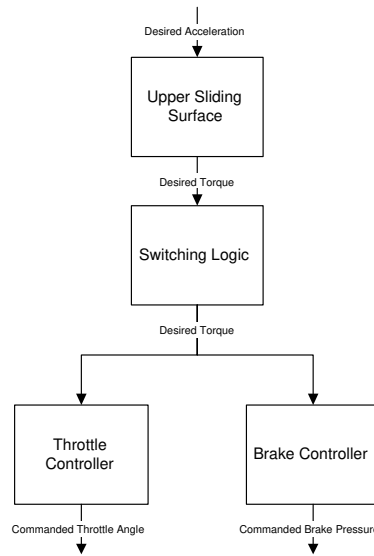 Desired Acceleration
Upper Sliding
Surface
Desired Torque
Switching Logic
Desired Torque
Throttle
Controller
Brake Controller
Commanded Throttle Angle
Commanded Brake Pressure